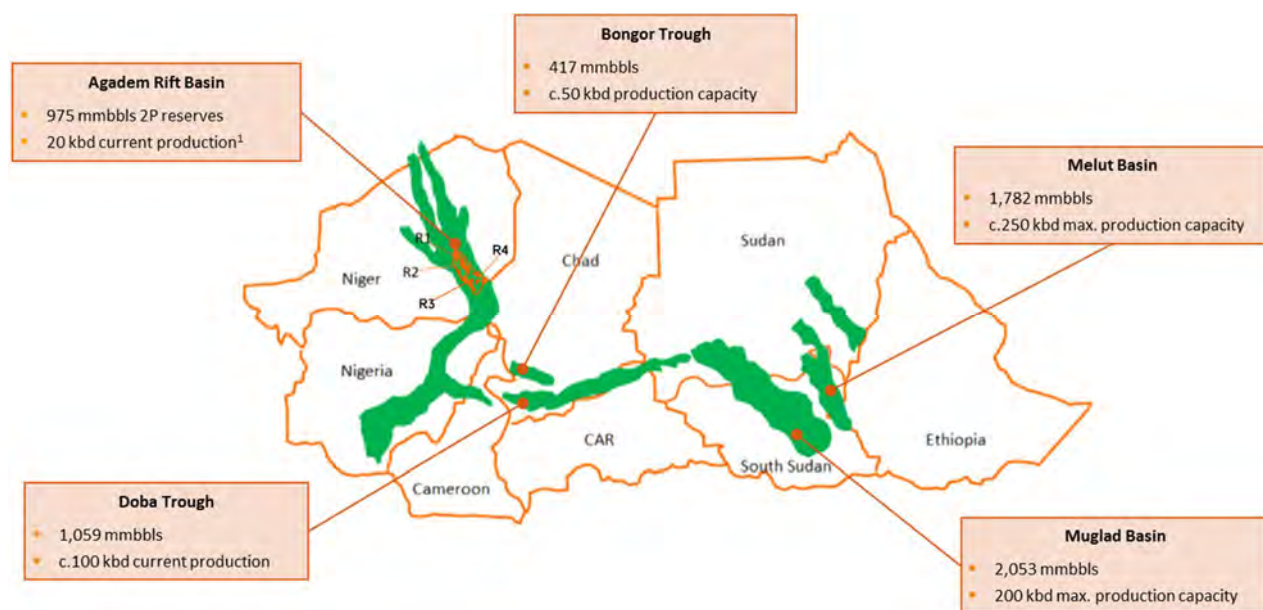 Bongor Trough
417 mmbbls
c.50 kbd production capacity
Agadem Rift Basin
975 mmbbls 2P reserves
20 kbd current production¹
Melut Basin
1,782 mmbbls
c.250 kbd max. production capacity
Sudan
R1
R4
Chad
R2
Niger
R3
Nigeria
CAR
Ethiopia
South Sudan
Cameroon
Doba Trough
1,059 mmbbls
c.100 kbd current production
Muglad Basin
2,053 mmbbls
200 kbd max. production capacity